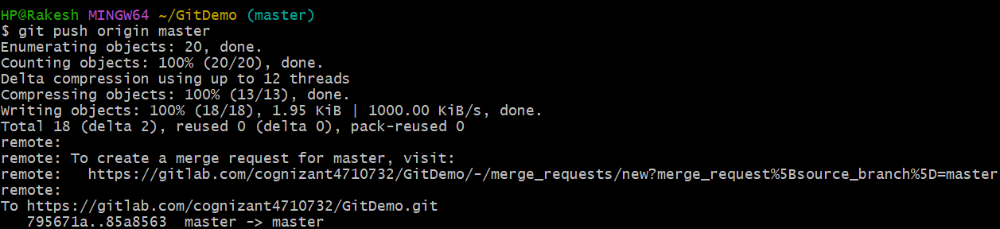 HP@Rakesh MINGW64 ~/GitDemo (master)
$ git push origin master
Enumerating objects: 20, done.
Counting objects: 100% (20/20), done.
Delta compression using up to 12 threads
Compressing objects: 100% (13/13), done.
Writing objects: 100% (18/18), 1.95 KiB | 1000.00 KiB/s, done.
Total 18 (delta 2), reused 0 (delta 0), pack-reused 0
remote:
remote: To create a merge request for master, visit:
remote:   https://gitlab.com/cognizant4710732/GitDemo/-/merge_requests/new?merge_request%5Bsource_branch%5D=master
remote:
To https://gitlab.com/cognizant4710732/GitDemo.git
   795671a..85a8563  master -> master